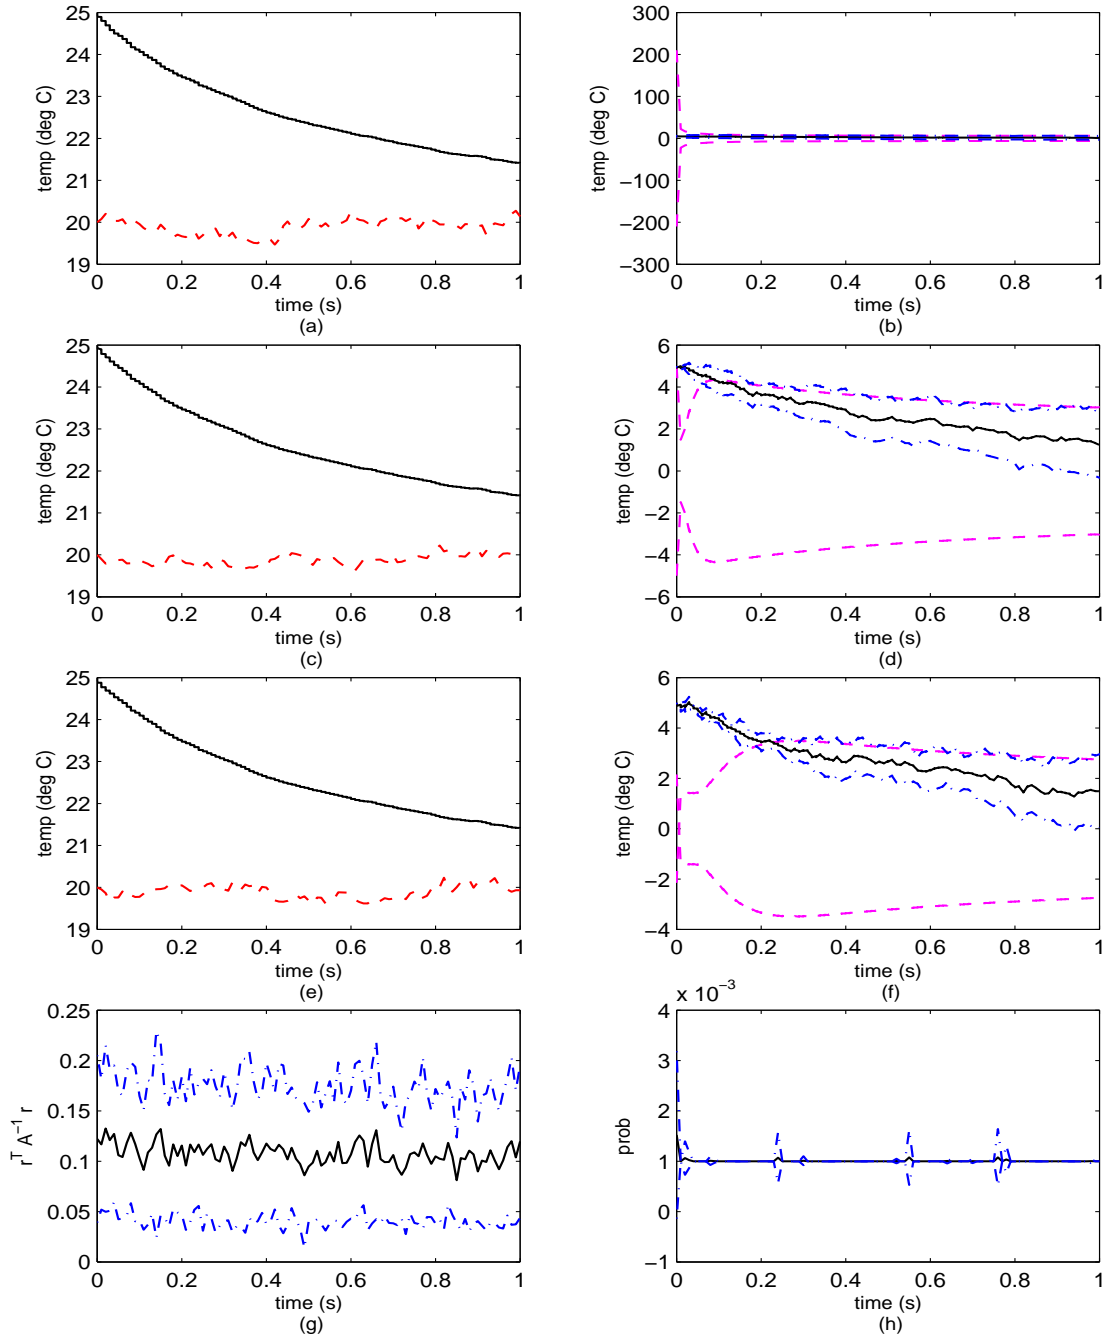 25
24
23
22
21
20
19
temp (deg C)
0 0.2 0.4 0.6 0.8 1
time (s)
(a)
300
200
100
0
−100
−200
−300
temp (deg C)
0 0.2 0.4 0.6 0.8 1
time (s)
(b)
25
24
23
22
21
20
19
temp (deg C)
0 0.2 0.4 0.6 0.8 1
time (s)
(c)
6
4
2
0
−2
−4
−6
temp (deg C)
0 0.2 0.4 0.6 0.8 1
time (s)
(d)
25
24
23
22
21
20
19
temp (deg C)
0 0.2 0.4 0.6 0.8 1
time (s)
(e)
6
4
2
0
−2
−4
temp (deg C)
0 0.2 0.4 0.6 0.8 1
time (s)
(f)
0.25
0.2
0.15
0.1
0.05
0
r^T A^−1 r
0 0.2 0.4 0.6 0.8 1
time (s)
(g)
x 10^−3
4
3
2
1
0
−1
prob
0 0.2 0.4 0.6 0.8 1
time (s)
(h)